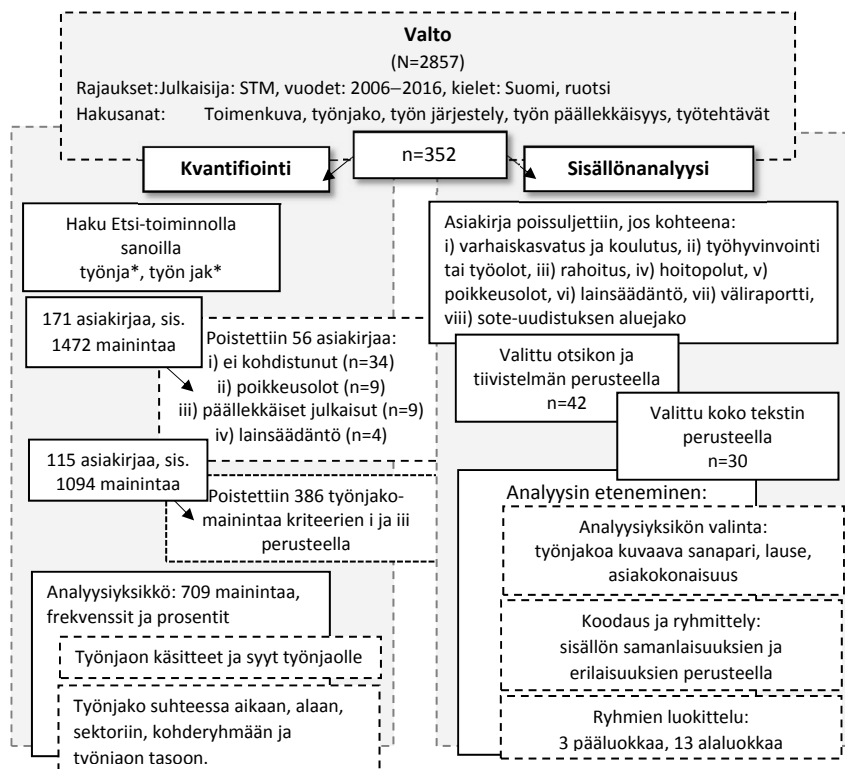 Valto
(N=2857)
Rajaukset:Julkaisija: STM, vuodet: 2006–2016, kielet: Suomi, ruotsi
Hakusanat: Toimenkuva, työnjako, työn järjestely, työn päällekkäisyys, työtehtävät
n=352
Kvantifiointi
Haku Etsi-toiminnolla
sanoilla
työnja*, työn jak*
171 asiakirjaa, sis.
1472 mainintaa
Poistettiin 56 asiakirjaa:
i) ei kohdistunut (n=34)
ii) poikkeusolot (n=9)
iii) päällekkäiset julkaisut (n=9)
iv) lainsäädäntö (n=4)
115 asiakirjaa, sis.
1094 mainintaa
Poistettiin 386 työnjako-
mainintaa kriteerien i ja iii
perusteella
Analyysiyksikkö: 709 mainintaa,
frekvenssit ja prosentit
Työnjaon käsitteet ja syyt työnjaolle
Työnjako suhteessa aikaan, alaan,
sektoriin, kohderyhmään ja
työnjaon tasoon.
Sisällönanalyysi
Asiakirja poissuljettiin, jos kohteena:
i) varhaiskasvatus ja koulutus, ii) työhyvinvointi
tai työolot, iii) rahoitus, iv) hoitopolut, v)
poikkeusolot, vi) lainsäädäntö, vii) väliraportti,
viii) sote-uudistuksen aluejako
Valittu otsikon ja
tiivistelmän perusteella
n=42
Valittu koko tekstin
perusteella
n=30
Analyysin eteneminen:
Analyysiyksikön valinta:
työnjakoa kuvaava sanapari, lause,
asiakokonaisuus
Koodaus ja ryhmittely:
sisällön samanlaisuuksien ja
erilaisuuksien perusteella
Ryhmien luokittelu:
3 pääluokkaa, 13 alaluokkaa